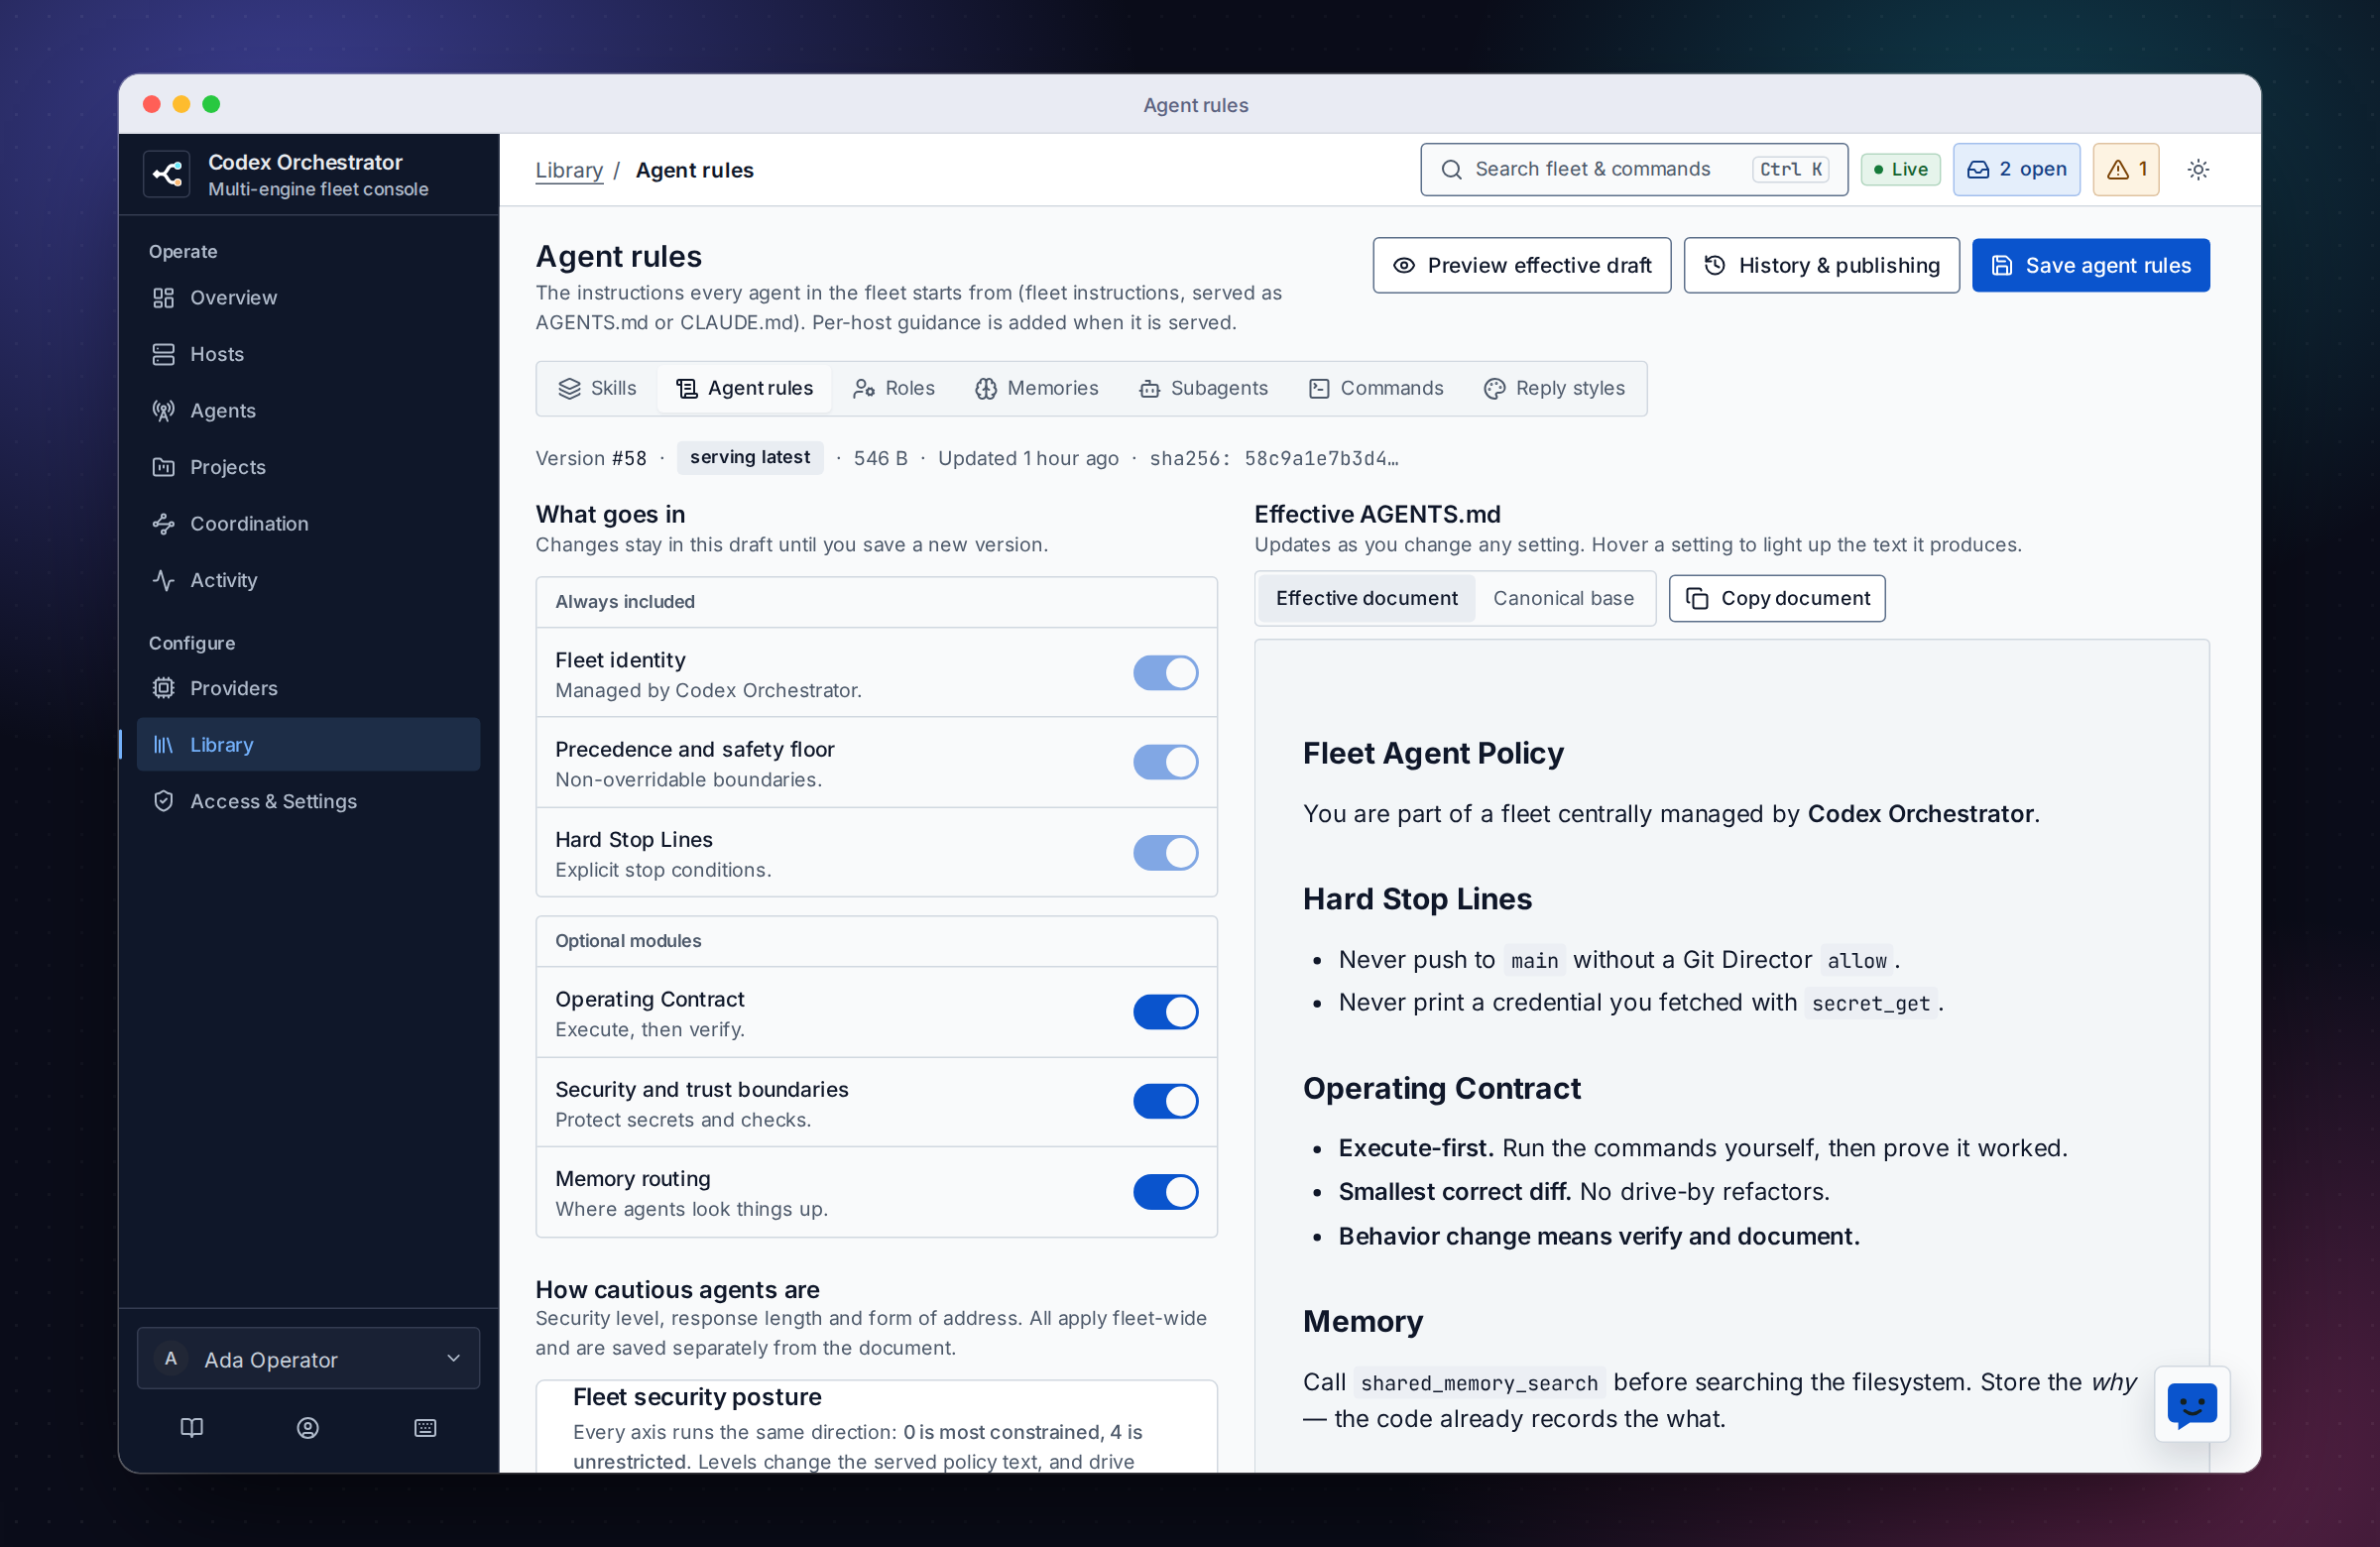 Agent rules
Codex Orchestrator
Multi-engine fleet console
Operate
Overview
Hosts
Agents
Projects
Coordination
Activity
Configure
Providers
Library
Access & Settings
A Ada Operator
Library / Agent rules
Search fleet & commands Ctrl K
Live
2 open
1
Agent rules
The instructions every agent in the fleet starts from (fleet instructions, served as
AGENTS.md or CLAUDE.md). Per-host guidance is added when it is served.
Preview effective draft
History & publishing
Save agent rules
Skills Agent rules Roles Memories Subagents Commands Reply styles
Version #58 · serving latest · 546 B · Updated 1 hour ago · sha256: 58c9a1e7b3d4…
What goes in
Changes stay in this draft until you save a new version.
Always included
Fleet identity
Managed by Codex Orchestrator.
Precedence and safety floor
Non-overridable boundaries.
Hard Stop Lines
Explicit stop conditions.
Optional modules
Operating Contract
Execute, then verify.
Security and trust boundaries
Protect secrets and checks.
Memory routing
Where agents look things up.
How cautious agents are
Security level, response length and form of address. All apply fleet-wide
and are saved separately from the document.
Fleet security posture
Every axis runs the same direction: 0 is most constrained, 4 is
unrestricted. Levels change the served policy text, and drive
Effective AGENTS.md
Updates as you change any setting. Hover a setting to light up the text it produces.
Effective document Canonical base Copy document
Fleet Agent Policy
You are part of a fleet centrally managed by Codex Orchestrator.
Hard Stop Lines
• Never push to main without a Git Director allow.
• Never print a credential you fetched with secret_get.
Operating Contract
• Execute-first. Run the commands yourself, then prove it worked.
• Smallest correct diff. No drive-by refactors.
• Behavior change means verify and document.
Memory
Call shared_memory_search before searching the filesystem. Store the why
— the code already records the what.